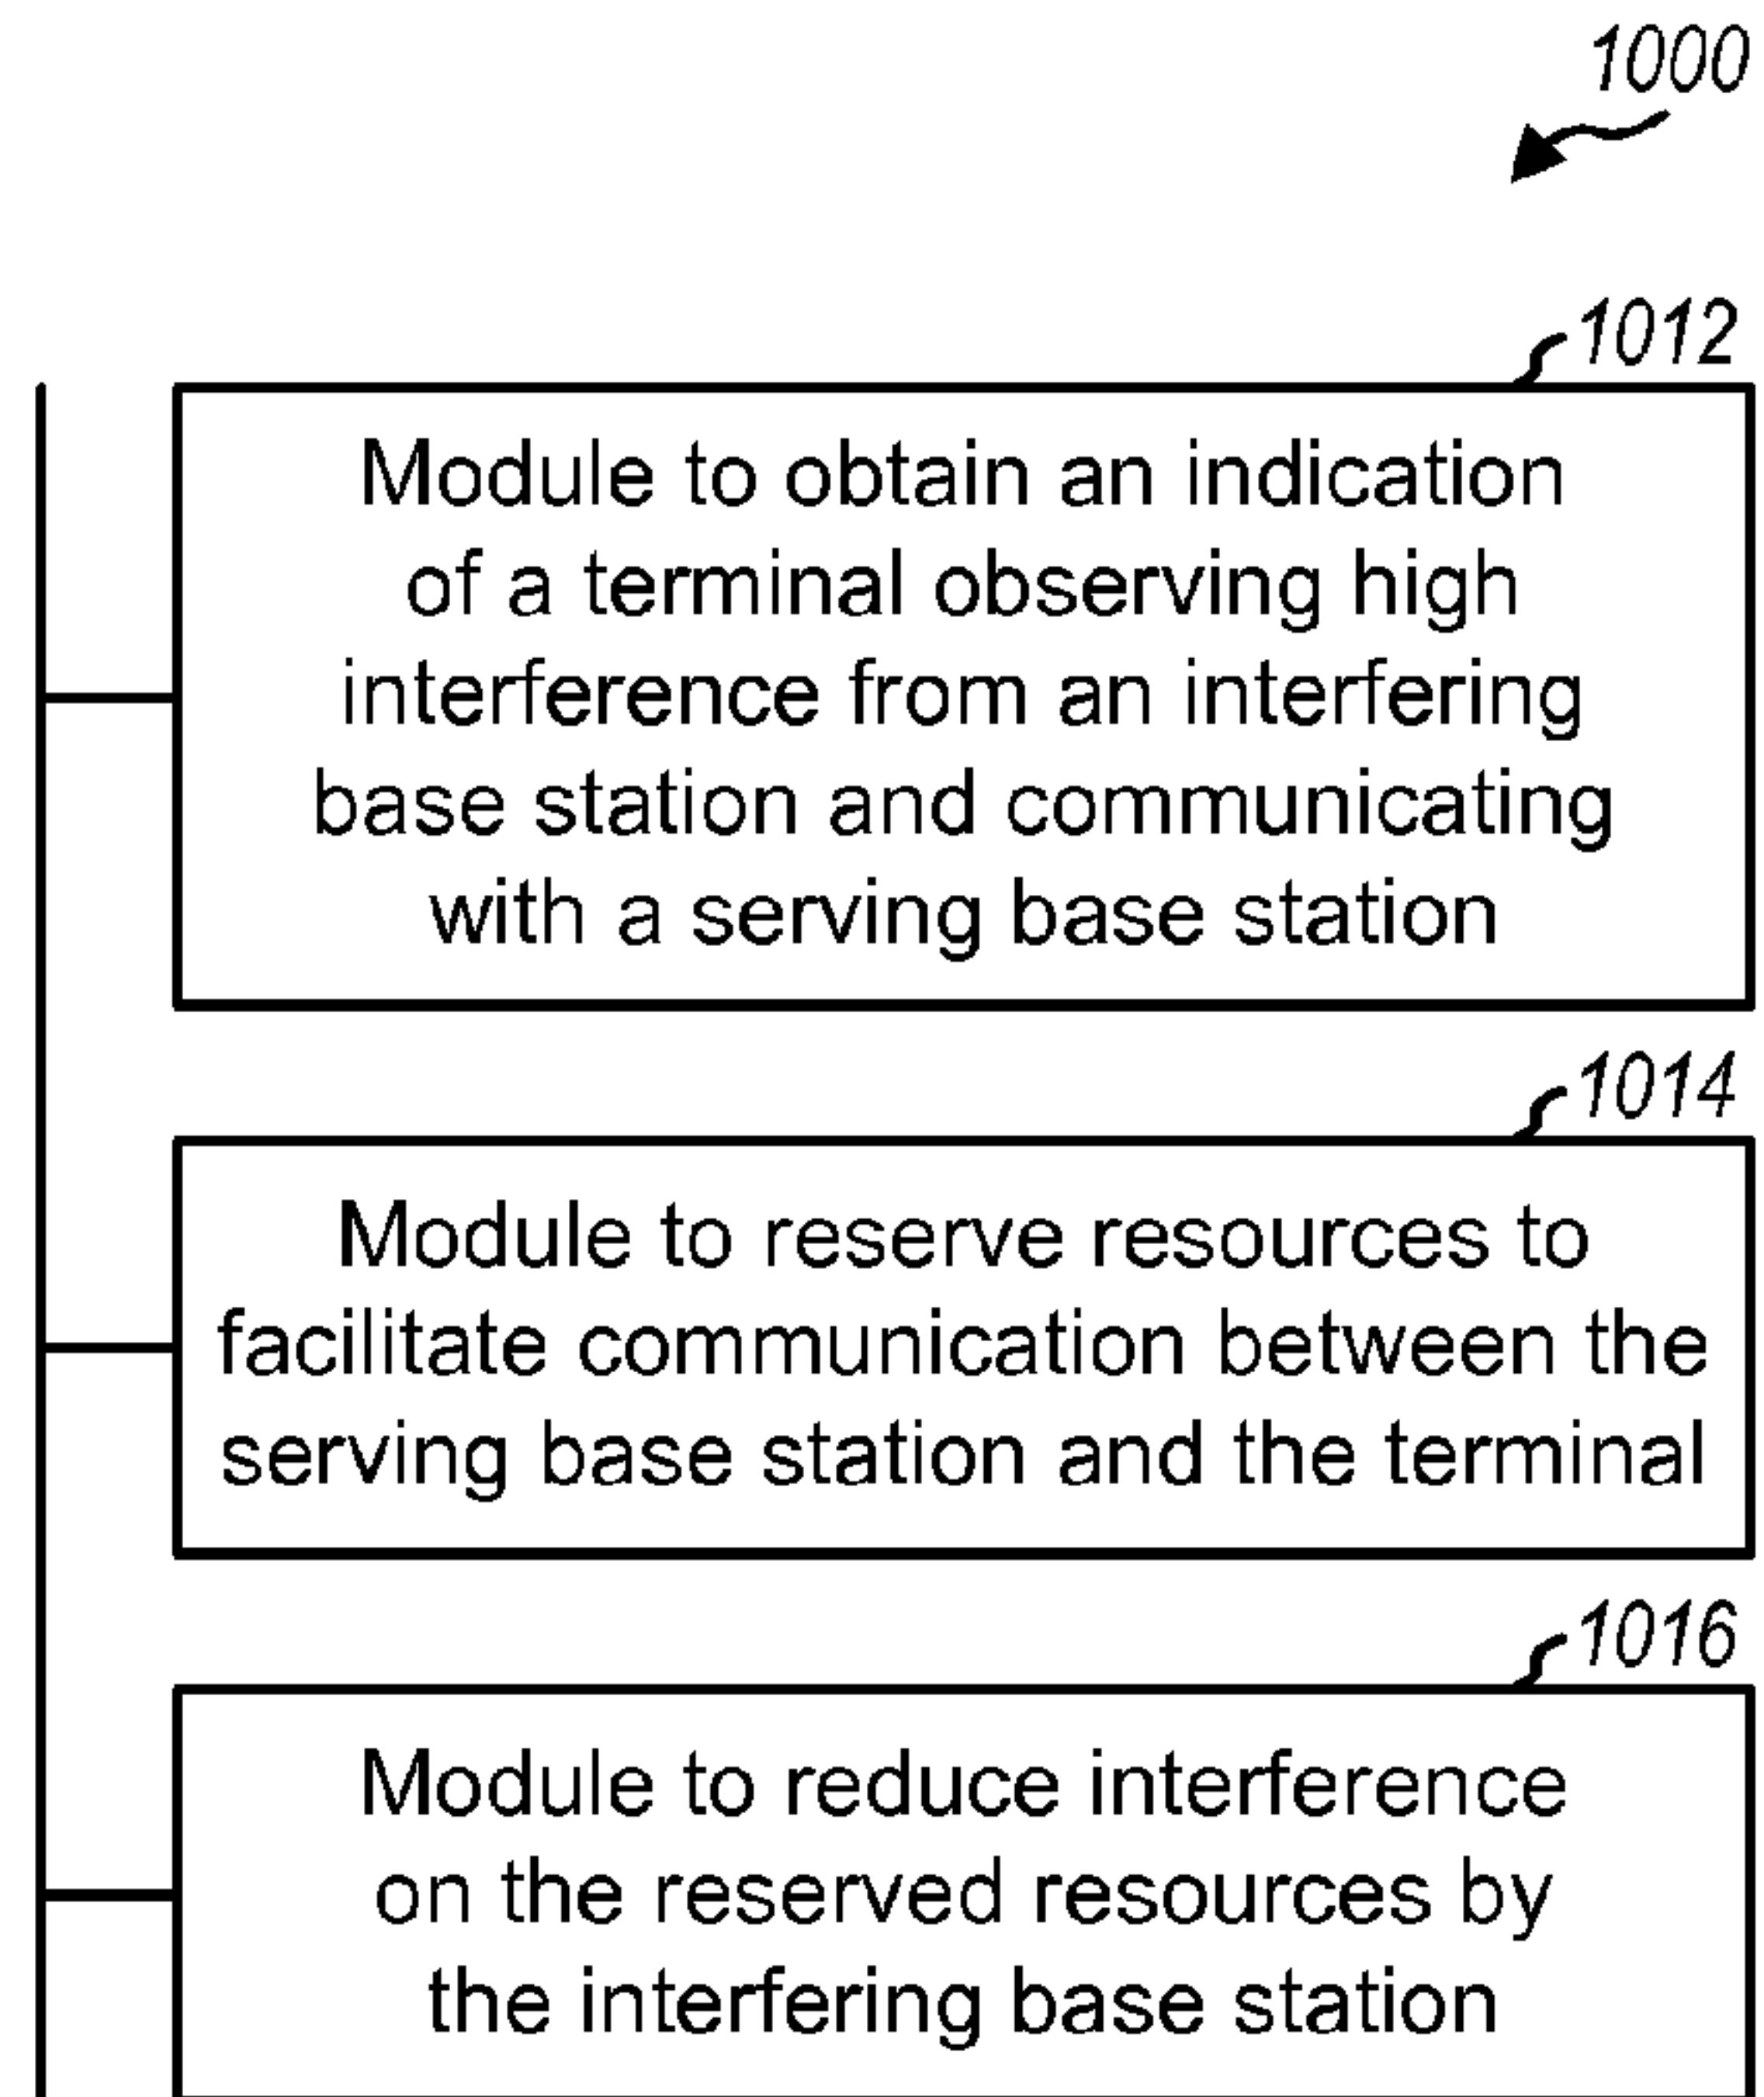 1000
1012
Module to obtain an indication
of a terminal observing high
interference from an interfering
base station and communicating
with a serving base station
1014
Module to reserve resources to
facilitate communication between the
serving base station and the terminal
1016
Module to reduce interference
on the reserved resources by
the interfering base station